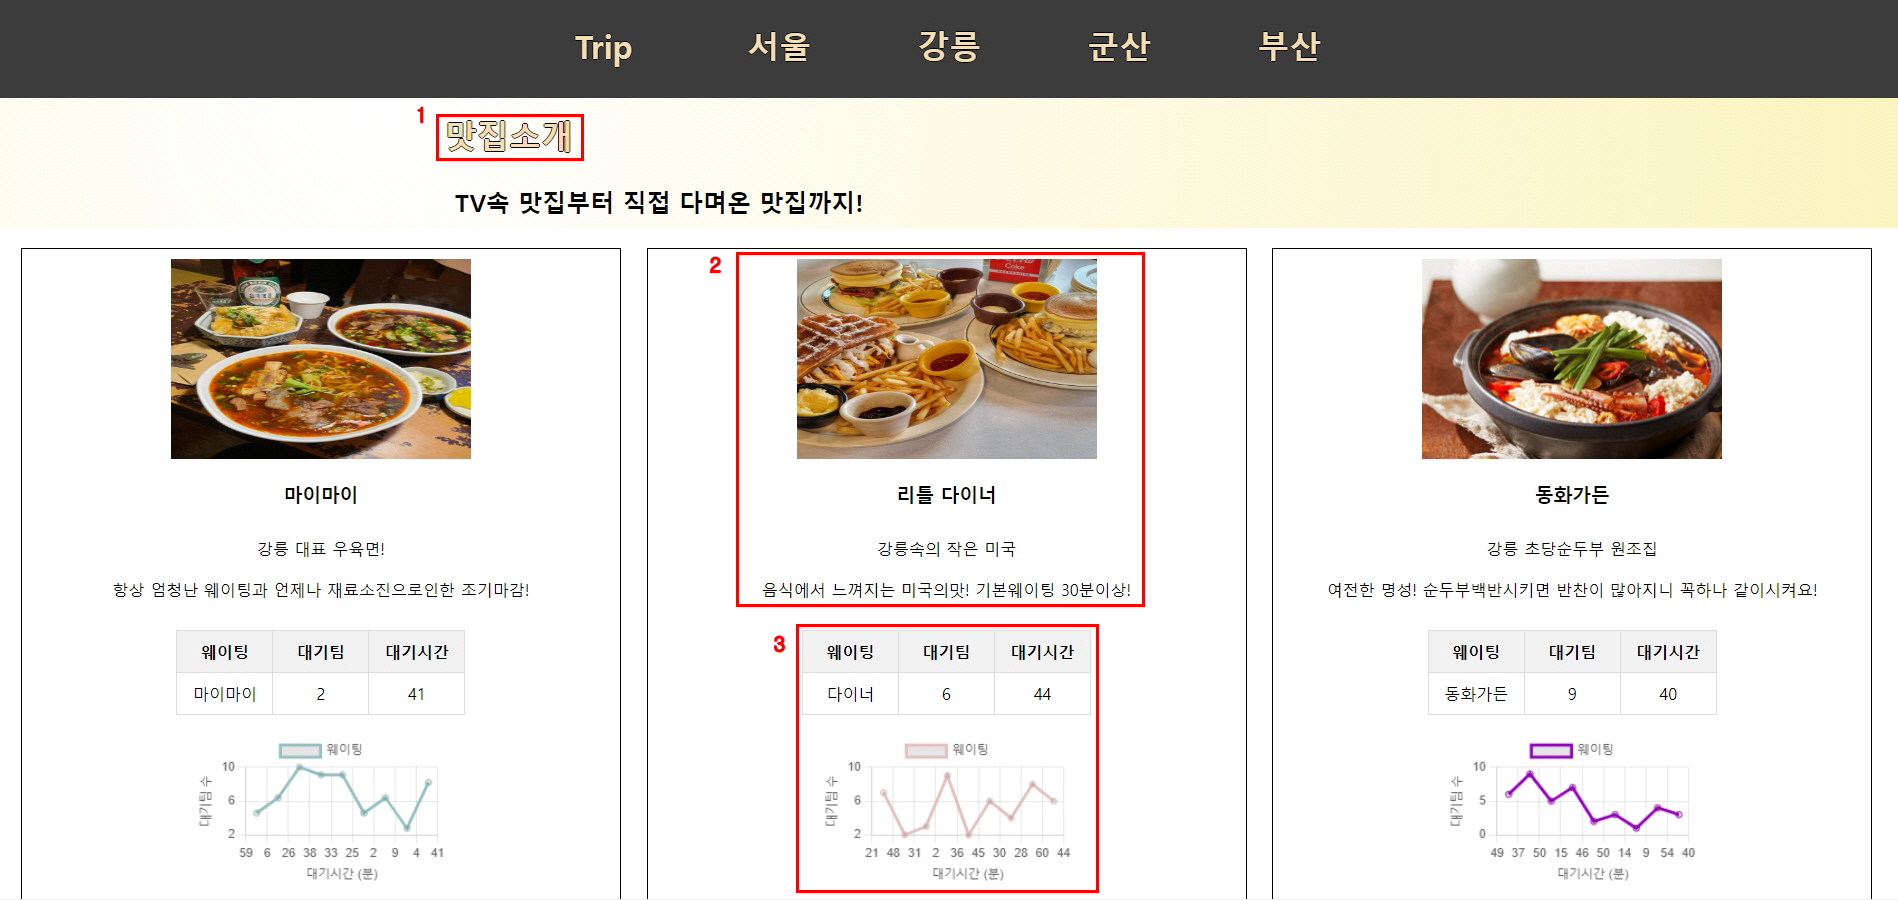 Trip 서울 강릉 군산 부산
1
맛집소개
TV속 맛집부터 직접 다며온 맛집까지!
마이마이
강릉 대표 우육면!
항상 엄청난 웨이팅과 언제나 재료소진으로인한 조기마감!
웨이팅 대기팀 대기시간
마이마이 2 41
웨이팅
대기팀 수
10
6
2
59 6 26 38 33 25 2 9 4 41
대기시간 (분)
2
Coke
리틀 다이너
강릉속의 작은 미국
음식에서 느껴지는 미국의맛! 기본웨이팅 30분이상!
3
웨이팅 대기팀 대기시간
다이너 6 44
웨이팅
대기팀 수
10
6
2
21 48 31 2 36 45 30 28 60 44
대기시간 (분)
동화가든
강릉 초당순두부 원조집
여전한 명성! 순두부백반시키면 반찬이 많아지니 꼭하나 같이시켜요!
웨이팅 대기팀 대기시간
동화가든 9 40
웨이팅
대기팀 수
10
5
0
49 37 50 15 46 50 14 9 54 40
대기시간 (분)